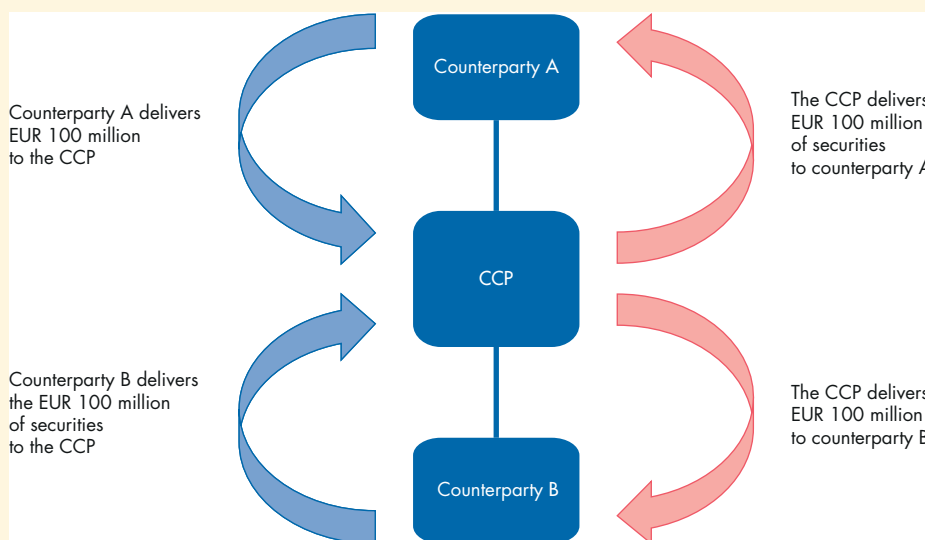 Counterparty A
Counterparty A delivers
EUR 100 million
to the CCP
The CCP delivers
EUR 100 million
of securities
to counterparty A
CCP
Counterparty B delivers
the EUR 100 million
of securities
to the CCP
The CCP delivers
EUR 100 million
to counterparty B
Counterparty B